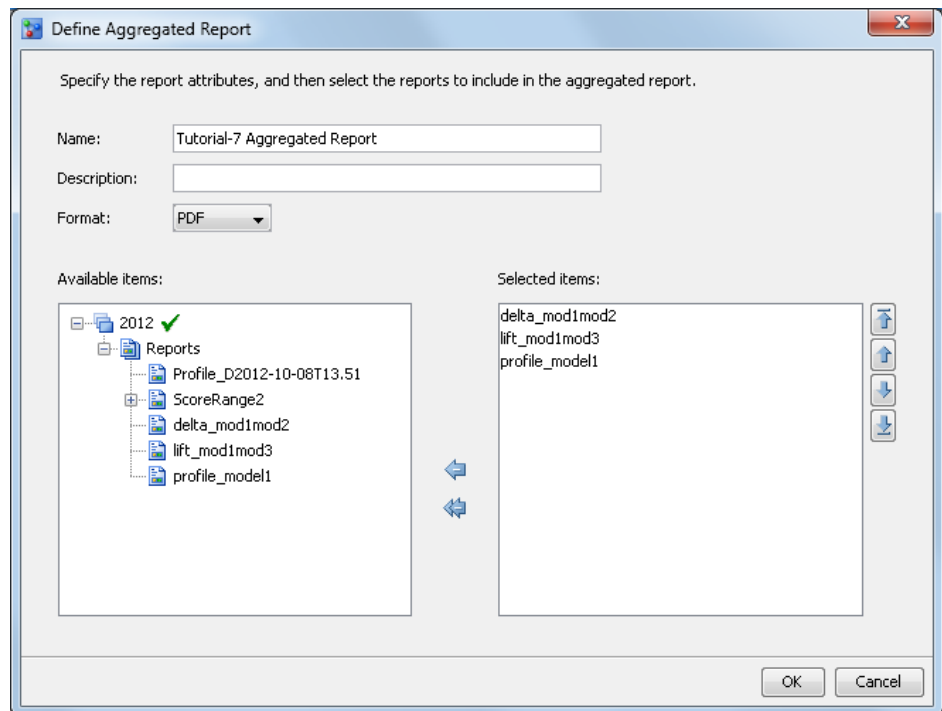 Define Aggregated Report
Specify the report attributes, and then select the reports to include in the aggregated report.
Name: Tutorial-7 Aggregated Report
Description:
Format: PDF
Available items:
2012
Reports
Profile_D2012-10-08T13.51
ScoreRange2
delta_mod1mod2
lift_mod1mod3
profile_model1
Selected items:
delta_mod1mod2
lift_mod1mod3
profile_model1
OK Cancel